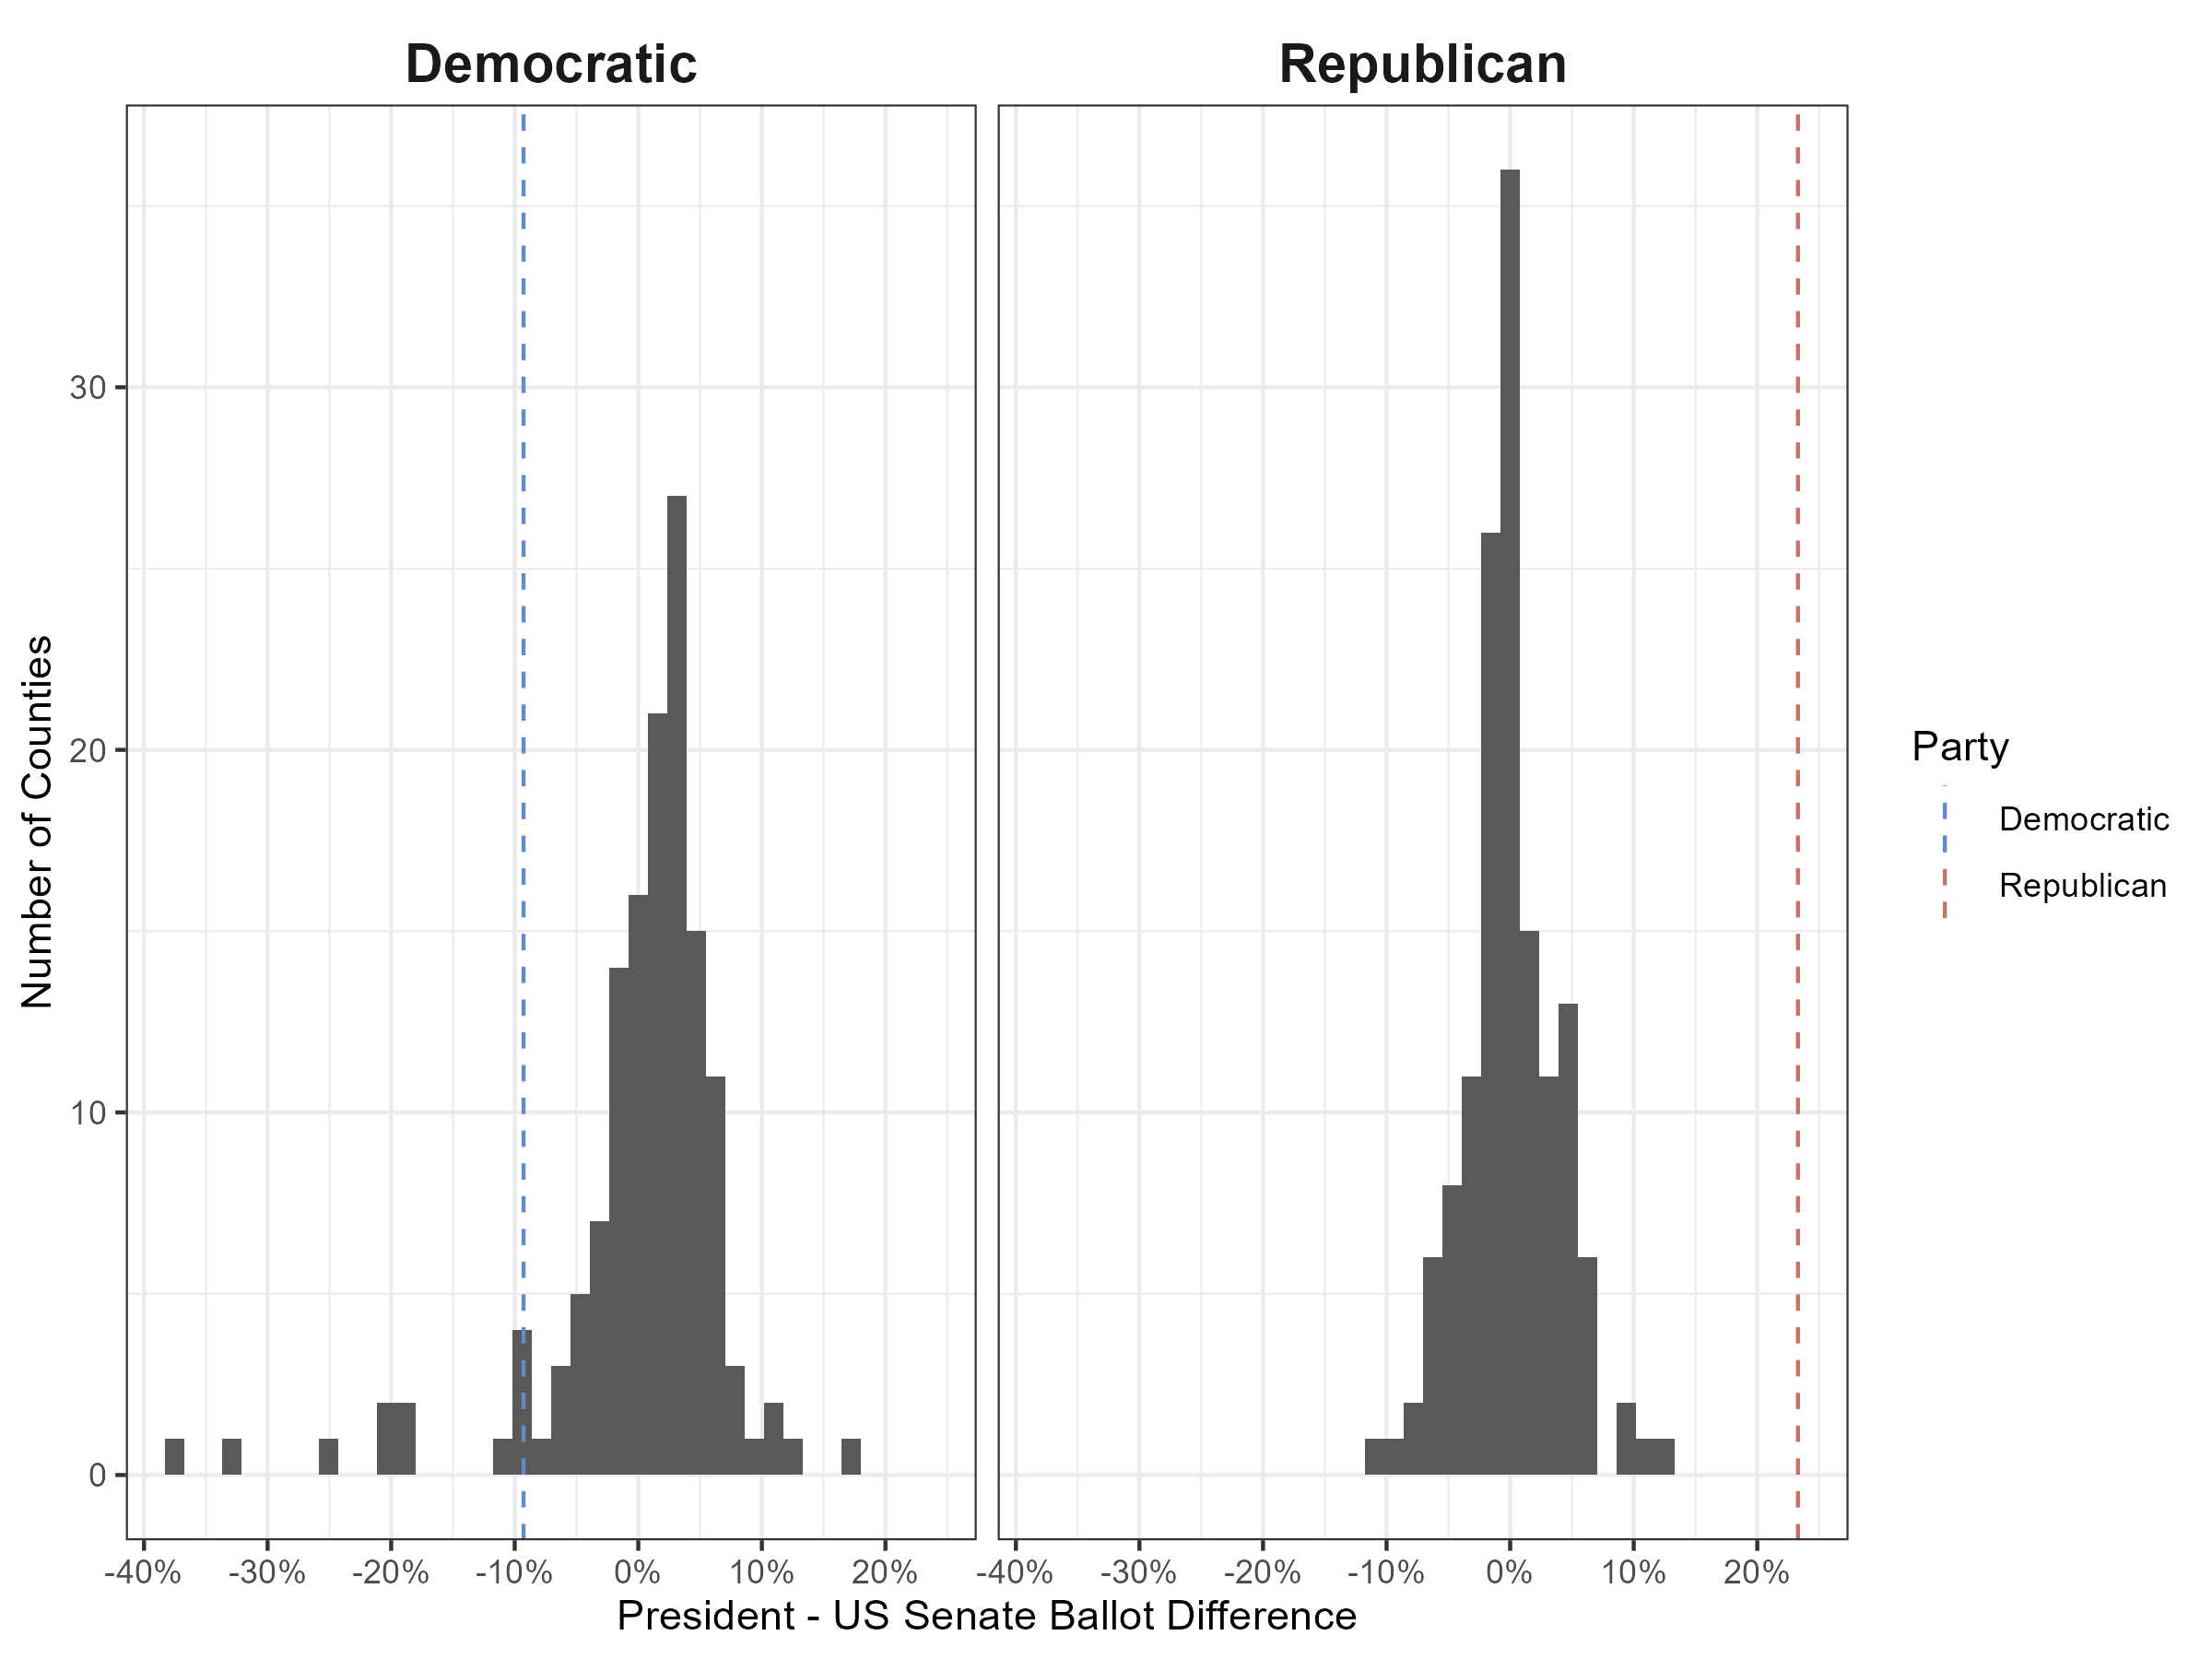 Democratic
Republican
30
20
10
0
Number of Counties
-40% -30% -20% -10% 0% 10% 20%
-40% -30% -20% -10% 0% 10% 20%
President - US Senate Ballot Difference
Party
Democratic
Republican